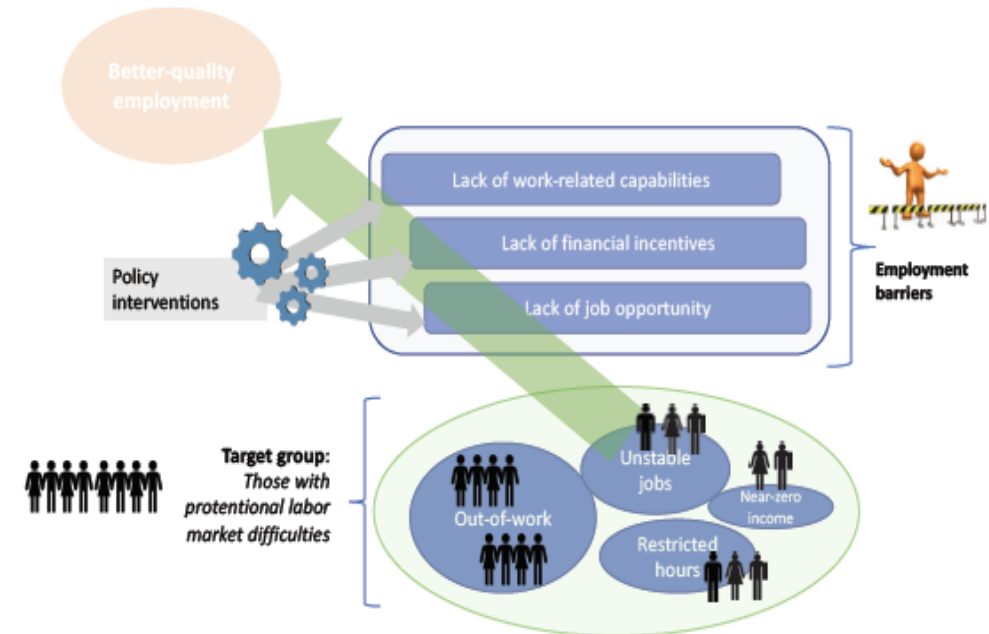 Better-quality
employment
Lack of work-related capabilities
Lack of financial incentives
Lack of job opportunity
Employment
barriers
Policy
interventions
Target group:
Those with
protentional labor
market difficulties
Unstable
jobs
Out-of-work
Near-zero
income
Restricted
hours